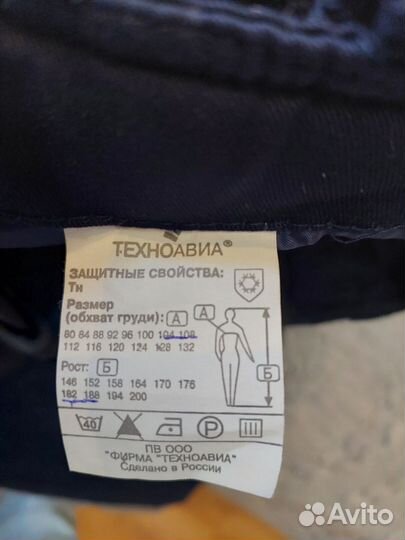 ТЕХНОАВИА®
ЗАЩИТНЫЕ СВОЙСТВА:
Тн
Размер
(обхват груди): А
80 84 88 92 96 100 104 108
112 116 120 124 128 132
Рост: Б
146 152 158 164 170 176
182 188 194 200
А
Б
40
P
ПВ ООО
"ФИРМА "ТЕХНОАВИА"
Сделано в России
Avito